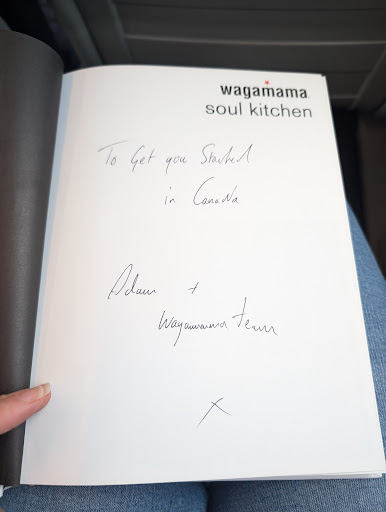 wagamama
soul kitchen
To Get you Started
in Canada
Adam +
Wagamama team
X